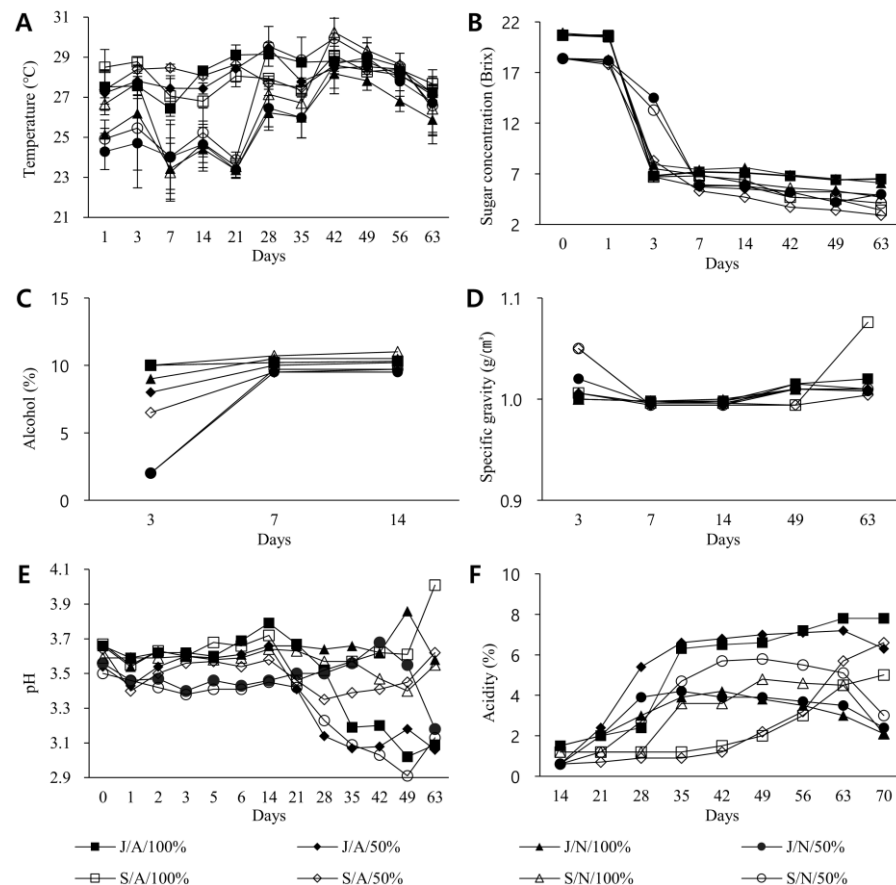 A
Temperature (℃)
31
29
27
25
23
21
1 3 7 14 21 28 35 42 49 56 63
Days
B
Sugar concentration (Brix)
22
17
12
7
2
0 1 3 7 14 42 49 63
Days
C
Alcohol (%)
15
10
5
0
3 7 14
Days
D
Specific gravity (g/㎥)
1.1
1.0
0.9
3 7 14 49 63
Days
E
pH
4.1
3.9
3.7
3.5
3.3
3.1
2.9
0 1 2 3 5 6 14 21 28 35 42 49 63
Days
F
Acidity (%)
10
8
6
4
2
0
14 21 28 35 42 49 56 63 70
Days
J/A/100% J/A/50% J/N/100% J/N/50%
S/A/100% S/A/50% S/N/100% S/N/50%